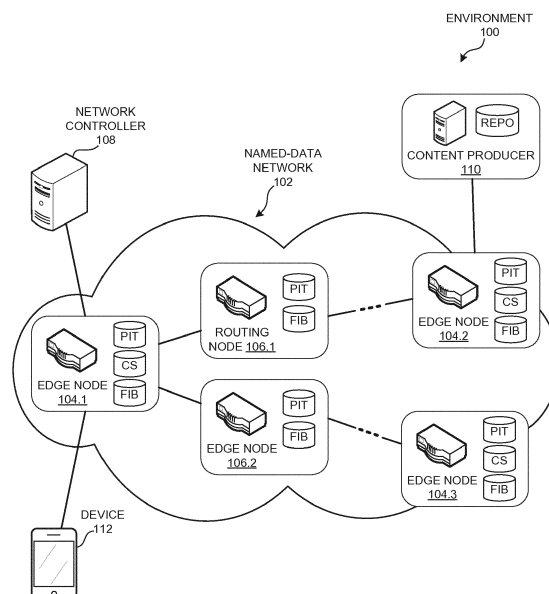 ENVIRONMENT
100
NETWORK
CONTROLLER
108
REPO
CONTENT PRODUCER
110
NAMED-DATA
NETWORK
102
PIT
FIB
ROUTING
NODE 106.1
PIT
CS
FIB
EDGE NODE
104.2
PIT
CS
FIB
EDGE NODE
104.1
PIT
FIB
EDGE NODE
106.2
PIT
CS
FIB
EDGE NODE
104.3
DEVICE
112